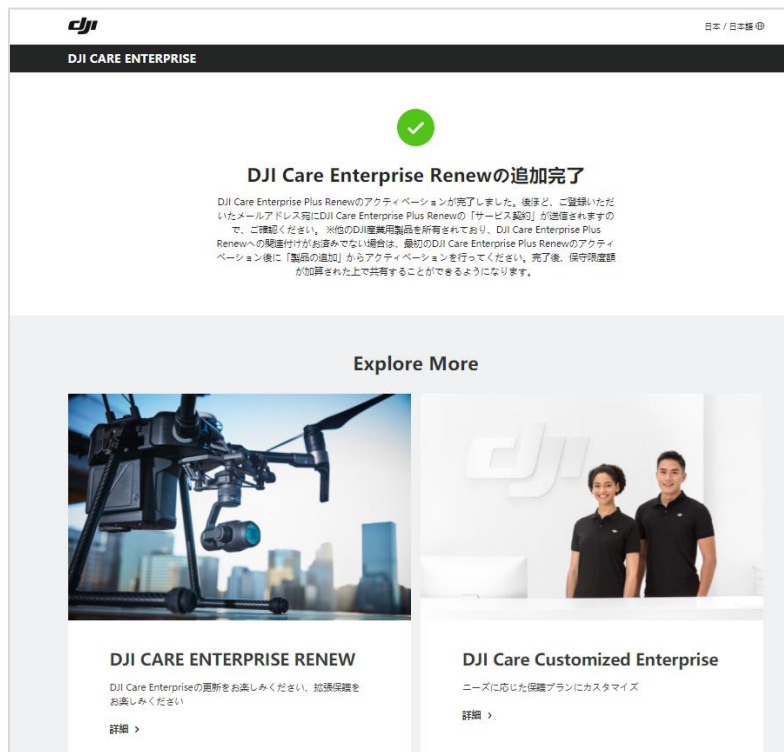 dji
日本 / 日本語
DJI CARE ENTERPRISE
DJI Care Enterprise Renewの追加完了
DJI Care Enterprise Plus Renewのアクティベーションが完了しました。後ほど、ご登録いただ
いたメールアドレス宛にDJI Care Enterprise Plus Renewの「サービス契約」が送信されますの
で、ご確認ください。 ※他のDJI産業用製品を所有されており、DJI Care Enterprise Plus
Renewへの関連付けがお済みでない場合は、最初のDJI Care Enterprise Plus Renewのアクティ
ベーション後に「製品の追加」からアクティベーションを行ってください。完了後、保守限度額
が加算された上で共有することができるようになります。
Explore More
dji
DJI CARE ENTERPRISE RENEW
DJI Care Enterpriseの更新をお楽しみください、拡張保護を
お楽しみください
詳細 >
DJI Care Customized Enterprise
ニーズに応じた保護プランにカスタマイズ
詳細 >